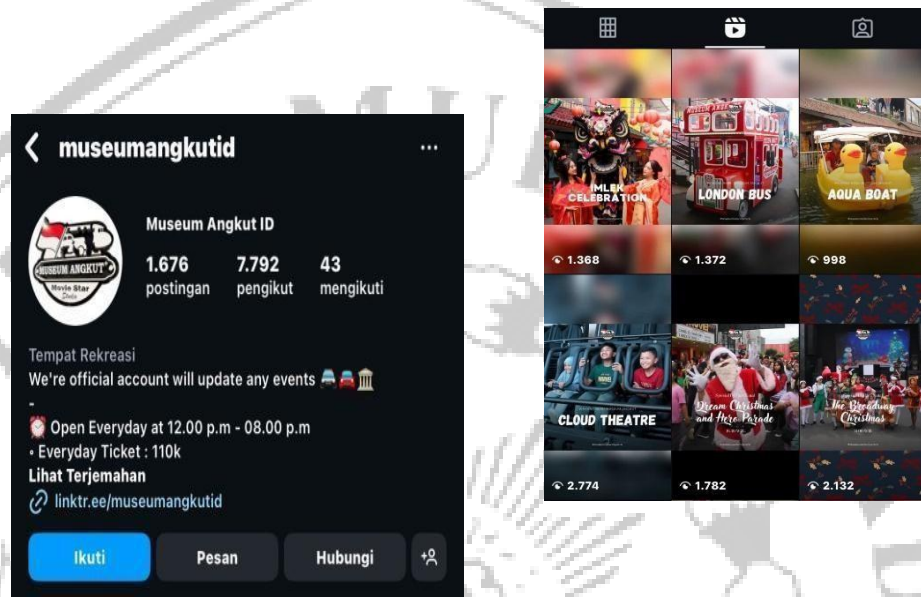 museumangkutid
Museum Angkut ID
1.676 7.792 43
postingan pengikut mengikuti
MUSEUM ANGKUT
Movie Star
Studio
Tempat Rekreasi
We're official account will update any events
-
Open Everyday at 12.00 p.m - 08.00 p.m
• Everyday Ticket : 110k
Lihat Terjemahan
linktr.ee/museumangkutid
Ikuti Pesan Hubungi
IMLEK
CELEBRATION
LONDON BUS
AQUA BOAT
1.368 1.372 998
CLOUD THEATRE
Dream Christmas
and Hero Parade
The Broadway
Christmas
2.774 1.782 2.132